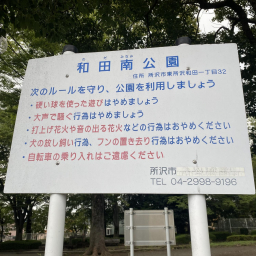 和田南公園
住所 所沢市東所沢和田一丁目32
次のルールを守り、公園を利用しましょう
・硬い球を使った遊びはやめましょう
・大声で騒ぐ行為はやめましょう
・打上げ花火や音の出る花火などの行為はおやめください
・犬の放し飼い行為、フンの置き去り行為はおやめください
・自転車の乗り入れはご遠慮ください
所沢市
TEL 04-2998-9196